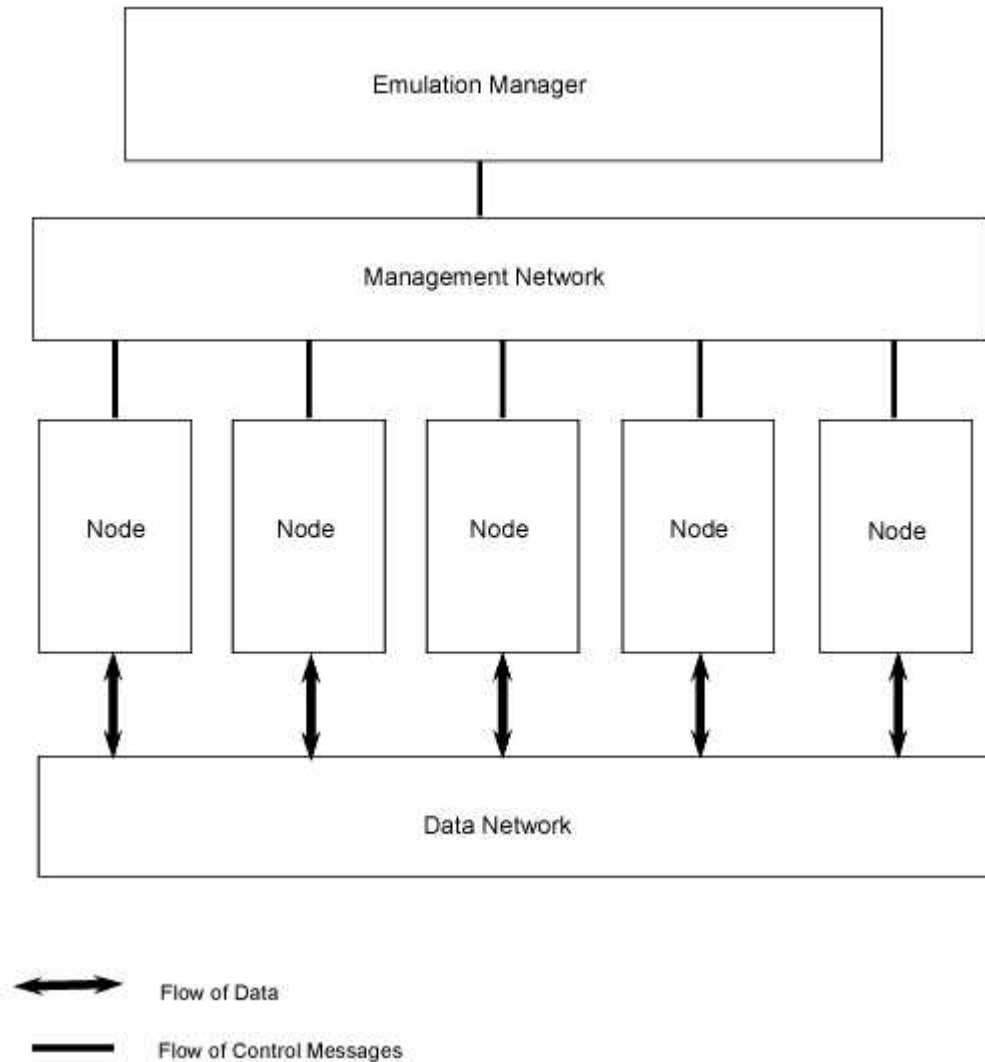 Emulation Manager
Management Network
Node Node Node Node Node
Data Network
Flow of Data
Flow of Control Messages